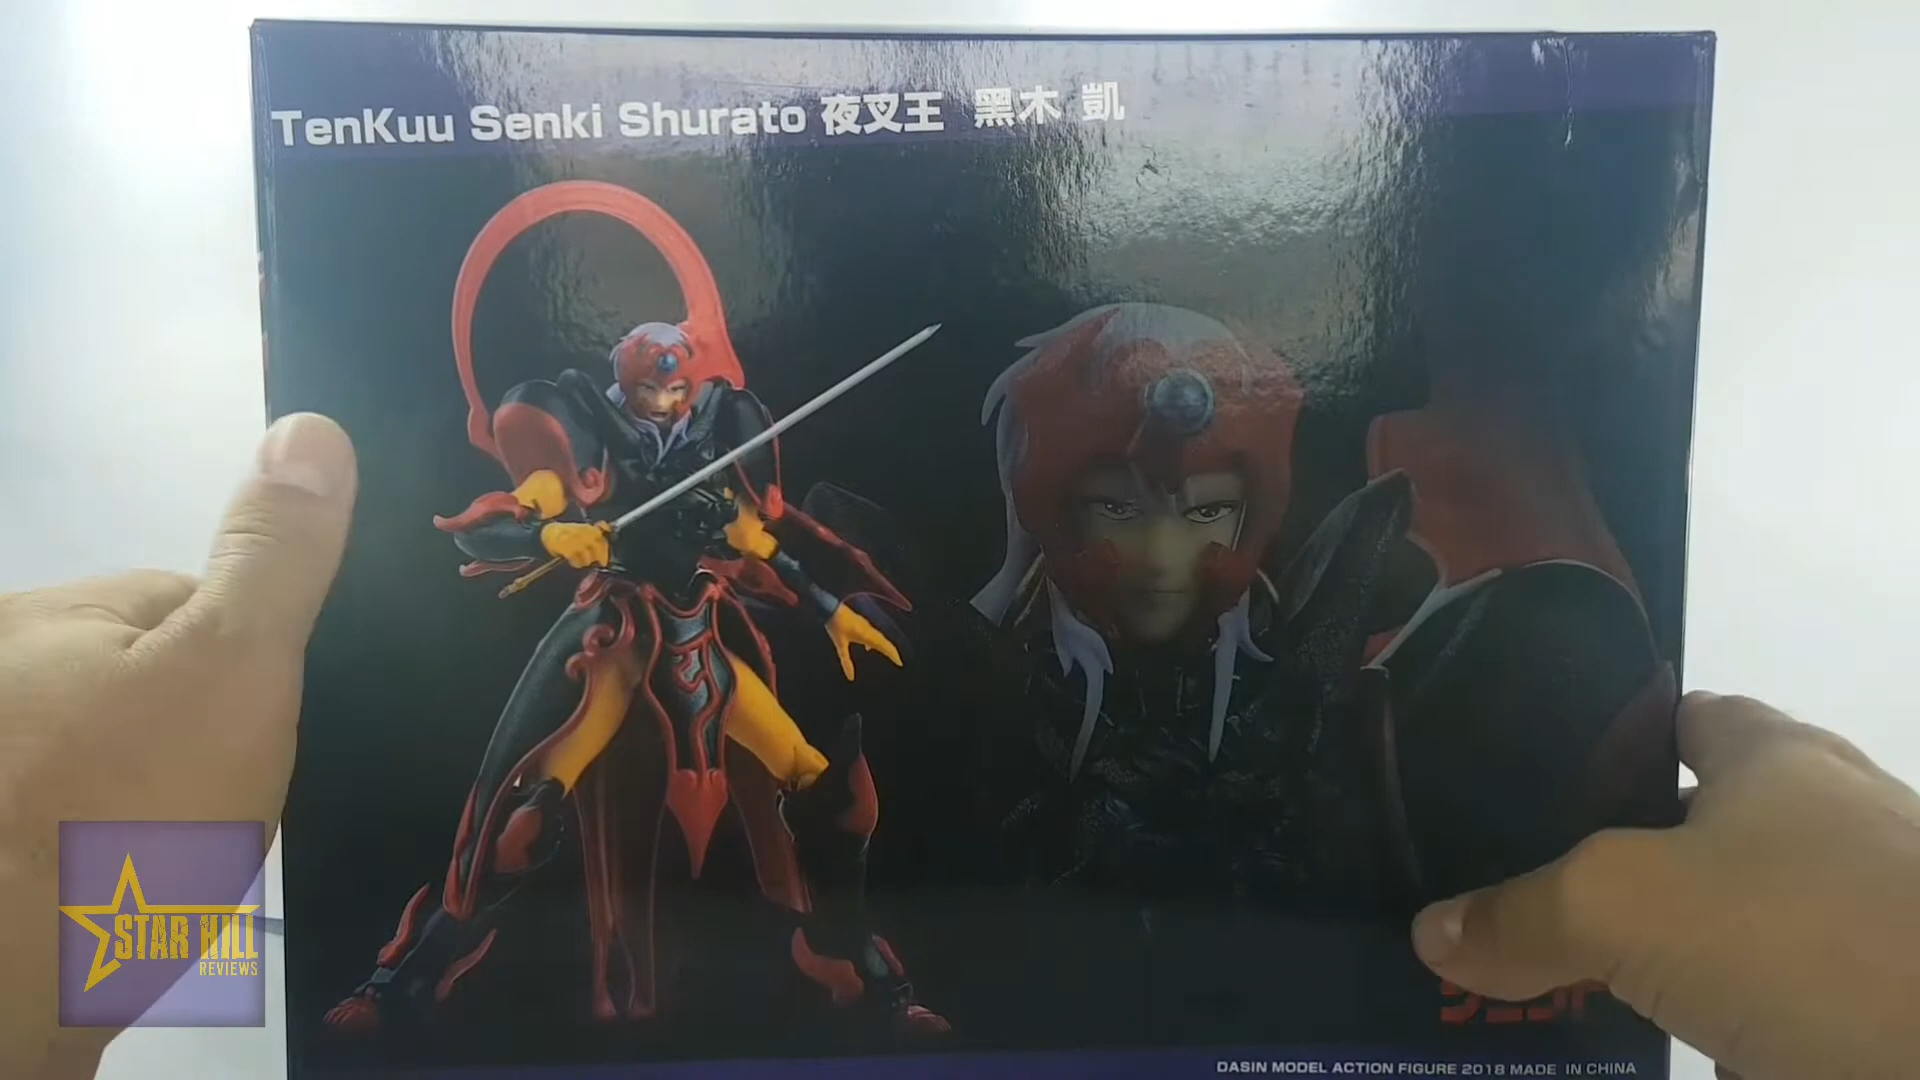 TenKuu Senki Shurato 夜叉王 黑木 凱
STAR HILL
REVIEWS
DASIN MODEL ACTION FIGURE 2018 MADE IN CHINA